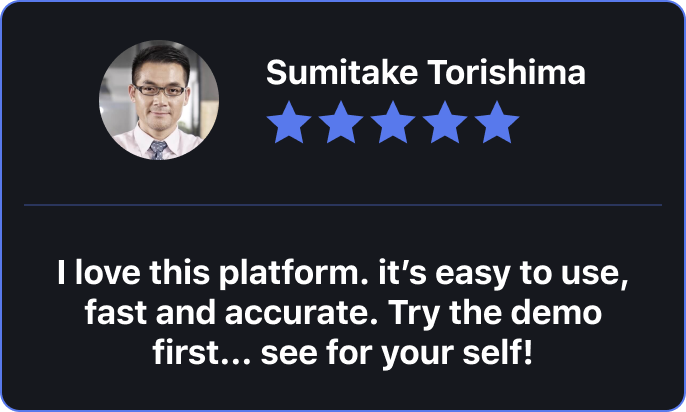 Sumitake Torishima
I love this platform. it’s easy to use,
fast and accurate. Try the demo
first... see for your self!